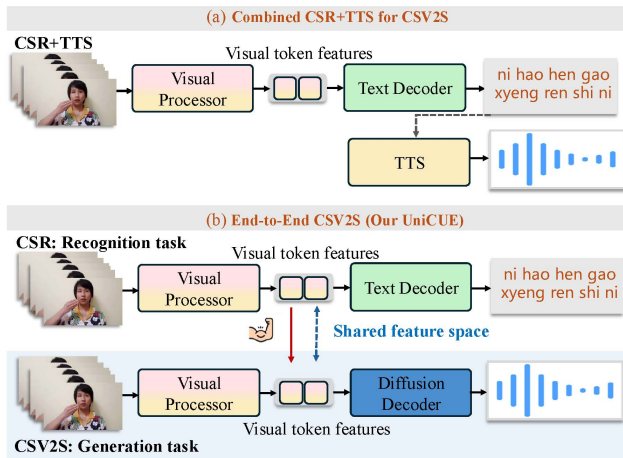 (a) Combined CSR+TTS for CSV2S
CSR+TTS
Visual token features
Visual
Processor
Text Decoder
ni hao hen gao
xyeng ren shi ni
TTS
(b) End-to-End CSV2S (Our UniCUE)
CSR: Recognition task
Visual token features
Visual
Processor
Text Decoder
ni hao hen gao
xyeng ren shi ni
Shared feature space
Visual
Processor
Diffusion
Decoder
Visual token features
CSV2S: Generation task